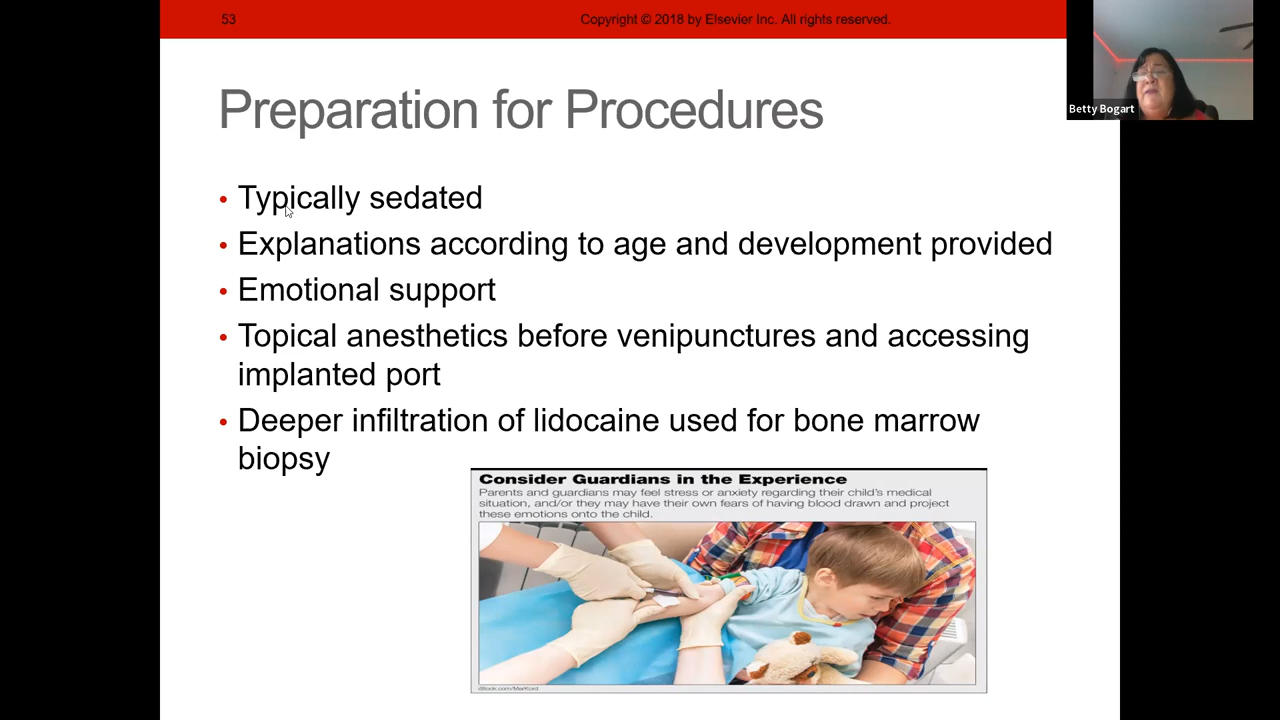 53
Copyright © 2018 by Elsevier Inc. All rights reserved.
Betty Bogart
Preparation for Procedures
• Typically sedated
• Explanations according to age and development provided
• Emotional support
• Topical anesthetics before venipunctures and accessing
implanted port
• Deeper infiltration of lidocaine used for bone marrow
biopsy
Consider Guardians in the Experience
Parents and guardians may feel stress or anxiety regarding their child's medical
situation, and/or they may have their own fears of having blood drawn and project
these emotions onto the child.
iStock.com/MarKord